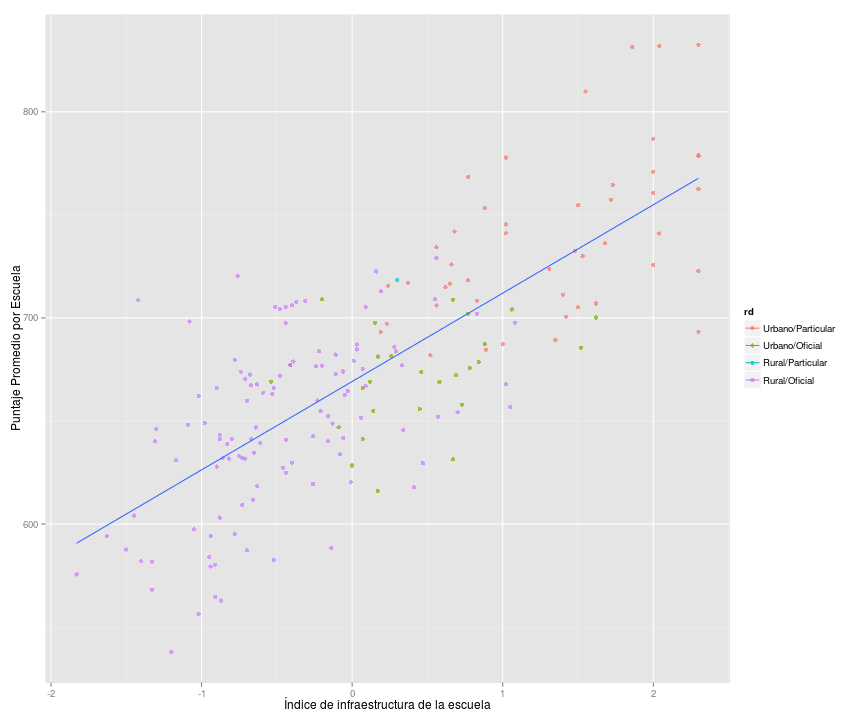 Puntaje Promedio por Escuela
800
700
600
-2
-1
0
1
2
Índice de infraestructura de la escuela
rd
Urbano/Particular
Urbano/Oficial
Rural/Particular
Rural/Oficial